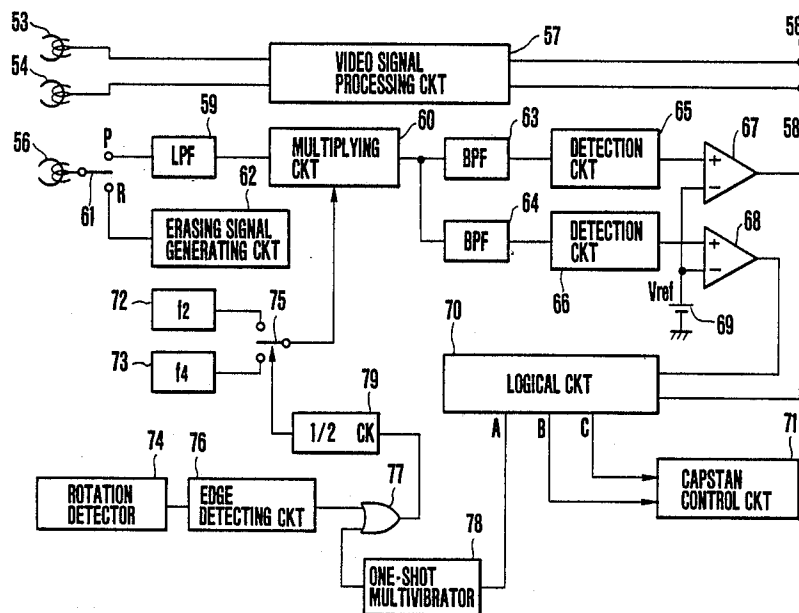 53
57
58
VIDEO SIGNAL
PROCESSING CKT
54
59
60
63
65
67
58
56
P
LPF
MULTIPLYING
CKT
BPF
DETECTION
CKT
+
−
61
R
62
ERASING SIGNAL
GENERATING CKT
64
BPF
DETECTION
CKT
66
68
+
−
Vref
69
72
f2
75
73
f4
70
LOGICAL CKT
A
B
C
79
1/2 CK
71
CAPSTAN
CONTROL CKT
74
ROTATION
DETECTOR
76
EDGE
DETECTING CKT
77
78
ONE-SHOT
MULTIVIBRATOR